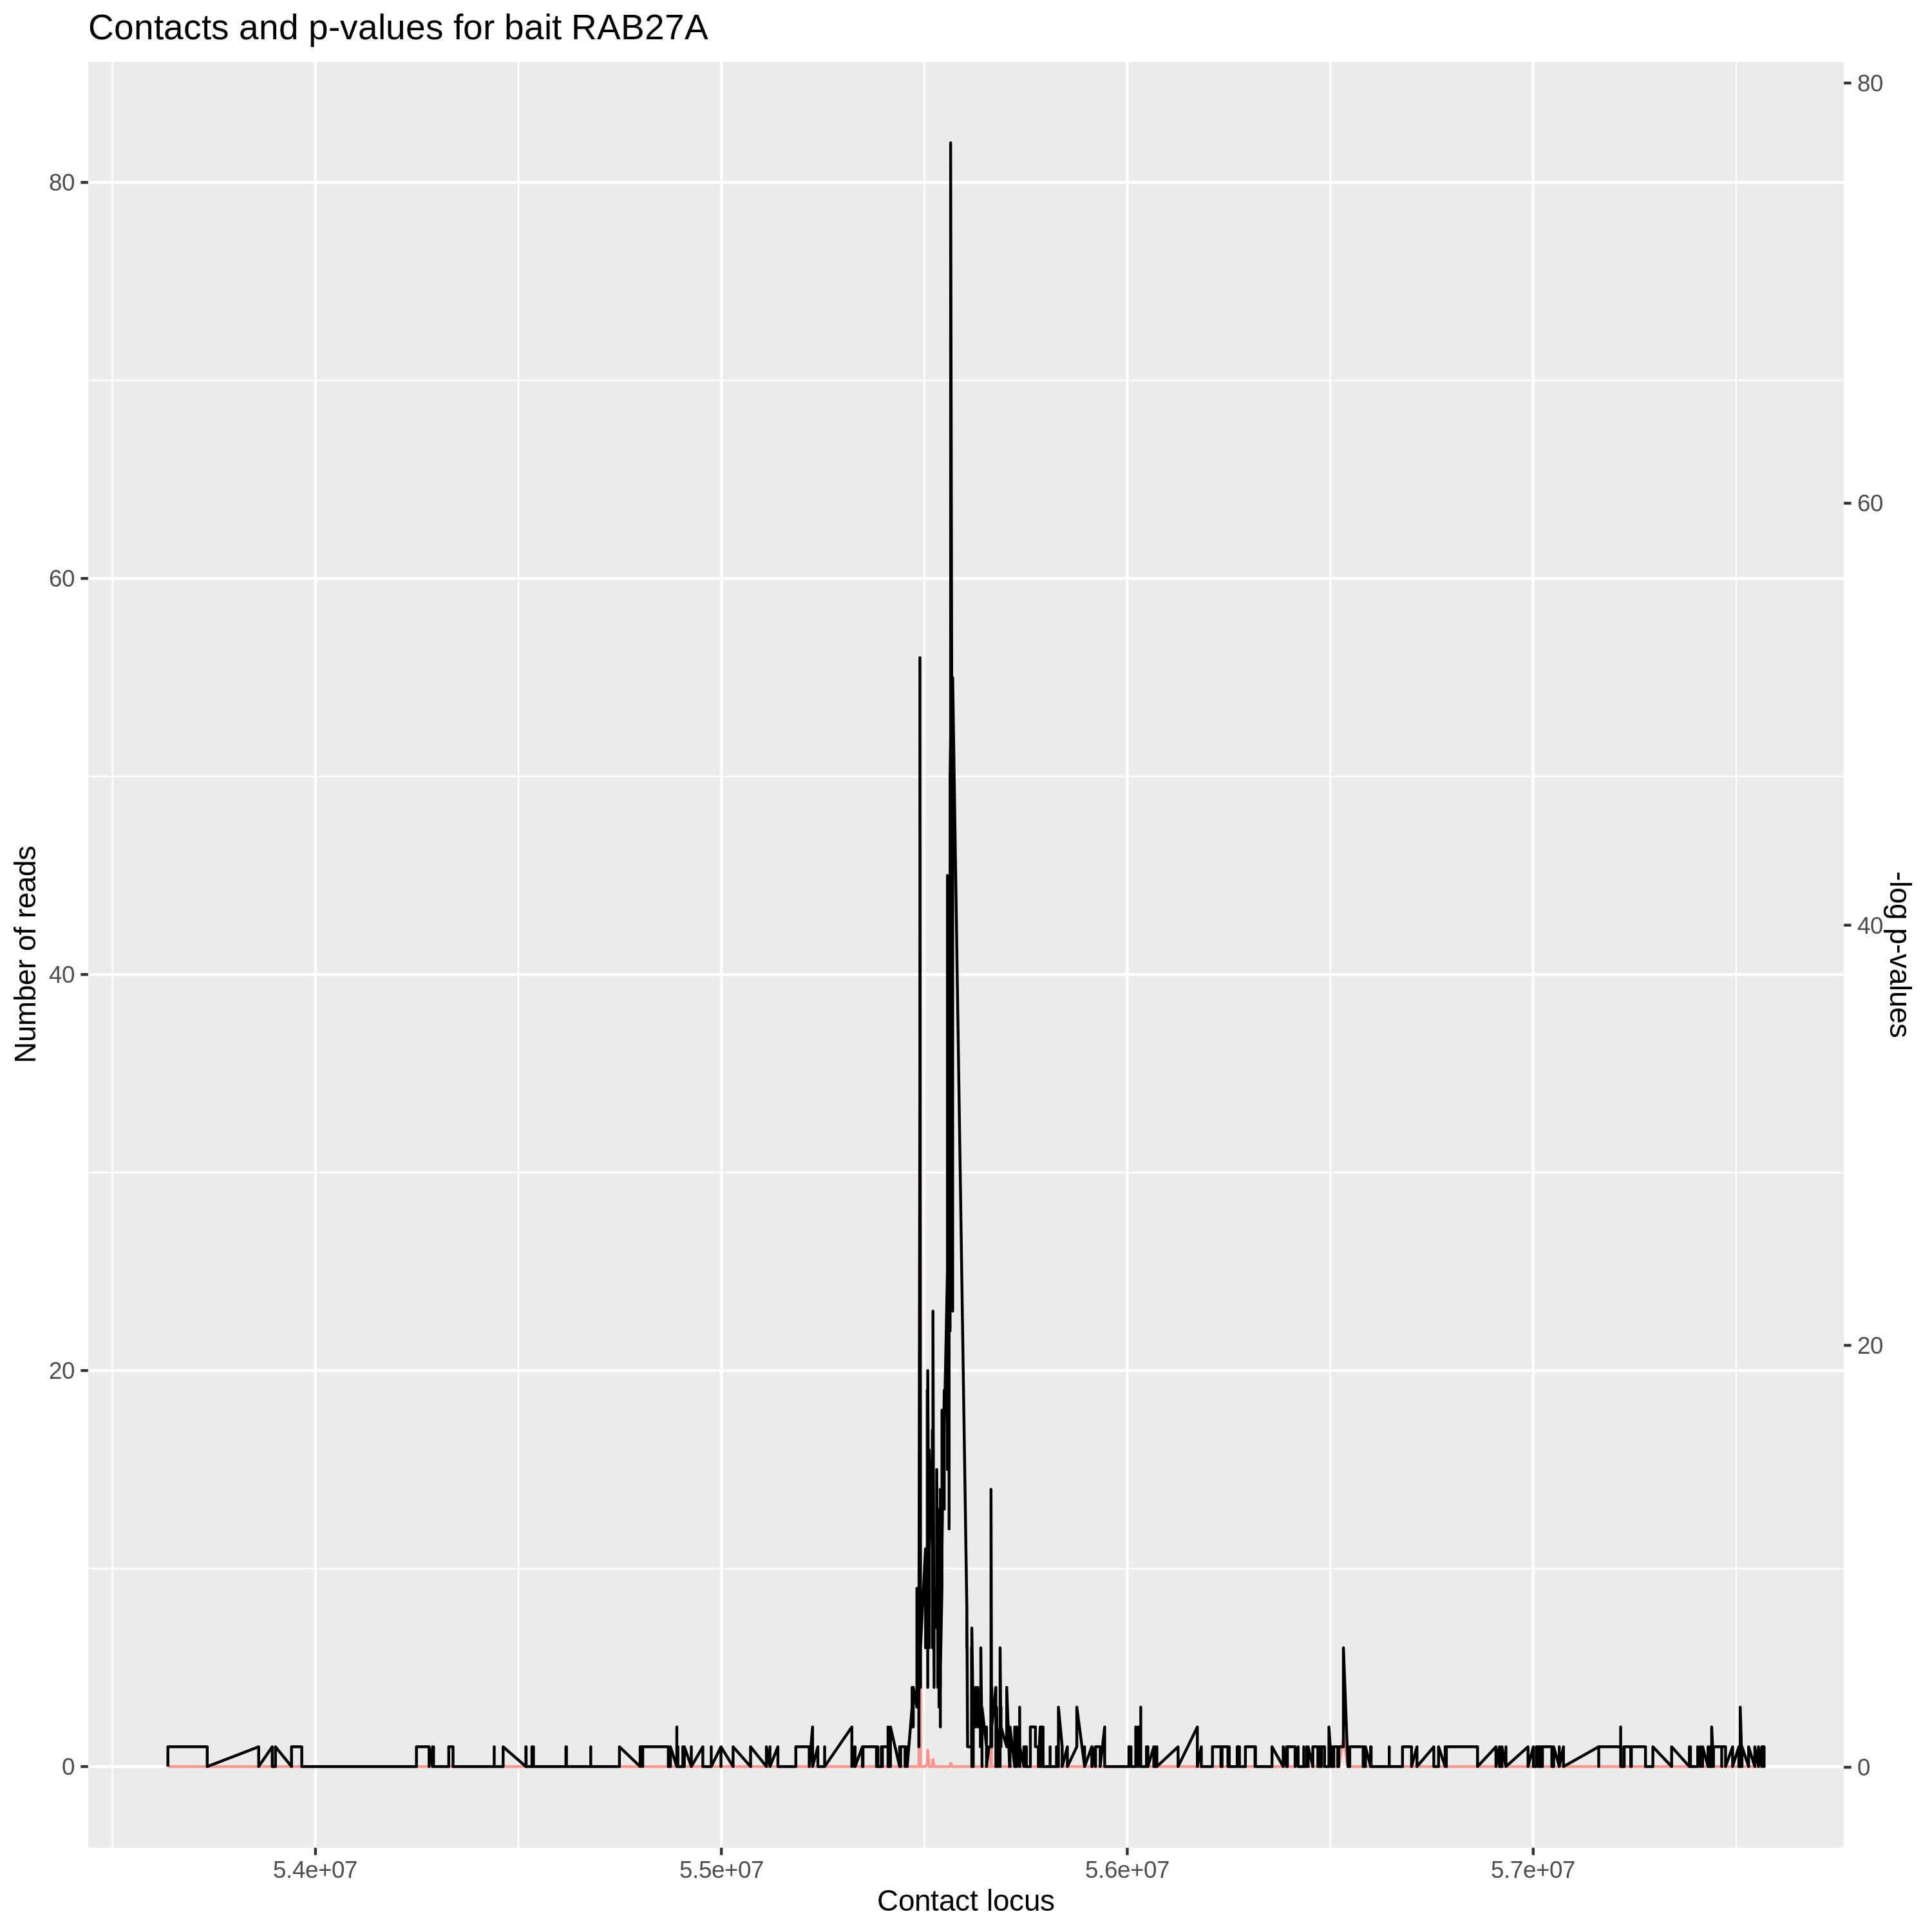 Contacts and p-values for bait RAB27A
80
60
40
20
0
Number of reads
80
60
40
20
0
-log p-values
5.4e+07
5.5e+07
5.6e+07
5.7e+07
Contact locus